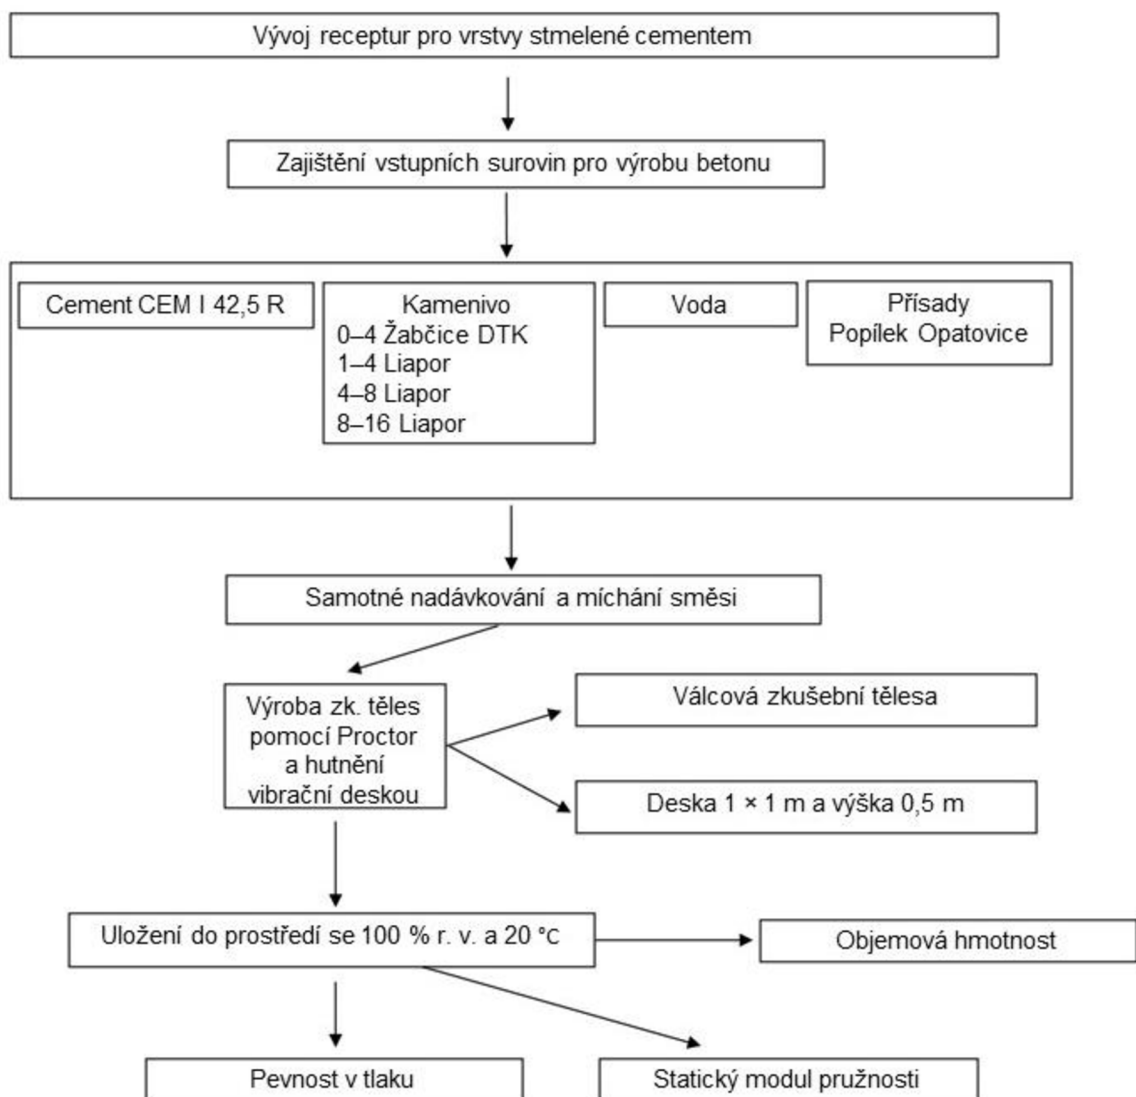 Vývoj receptur pro vrstvy stmelené cementem
Zajištění vstupních surovin pro výrobu betonu
Cement CEM I 42,5 R
Kamenivo
0–4 Žabčice DTK
1–4 Liapor
4–8 Liapor
8–16 Liapor
Voda
Přísady
Popílek Opatovice
Samotné nadávkování a míchání směsi
Výroba zk. těles
pomocí Proctor
a hutnění
vibrační deskou
Válcová zkušební tělesa
Deska 1 × 1 m a výška 0,5 m
Uložení do prostředí se 100 % r. v. a 20 °C
Objemová hmotnost
Pevnost v tlaku
Statický modul pružnosti